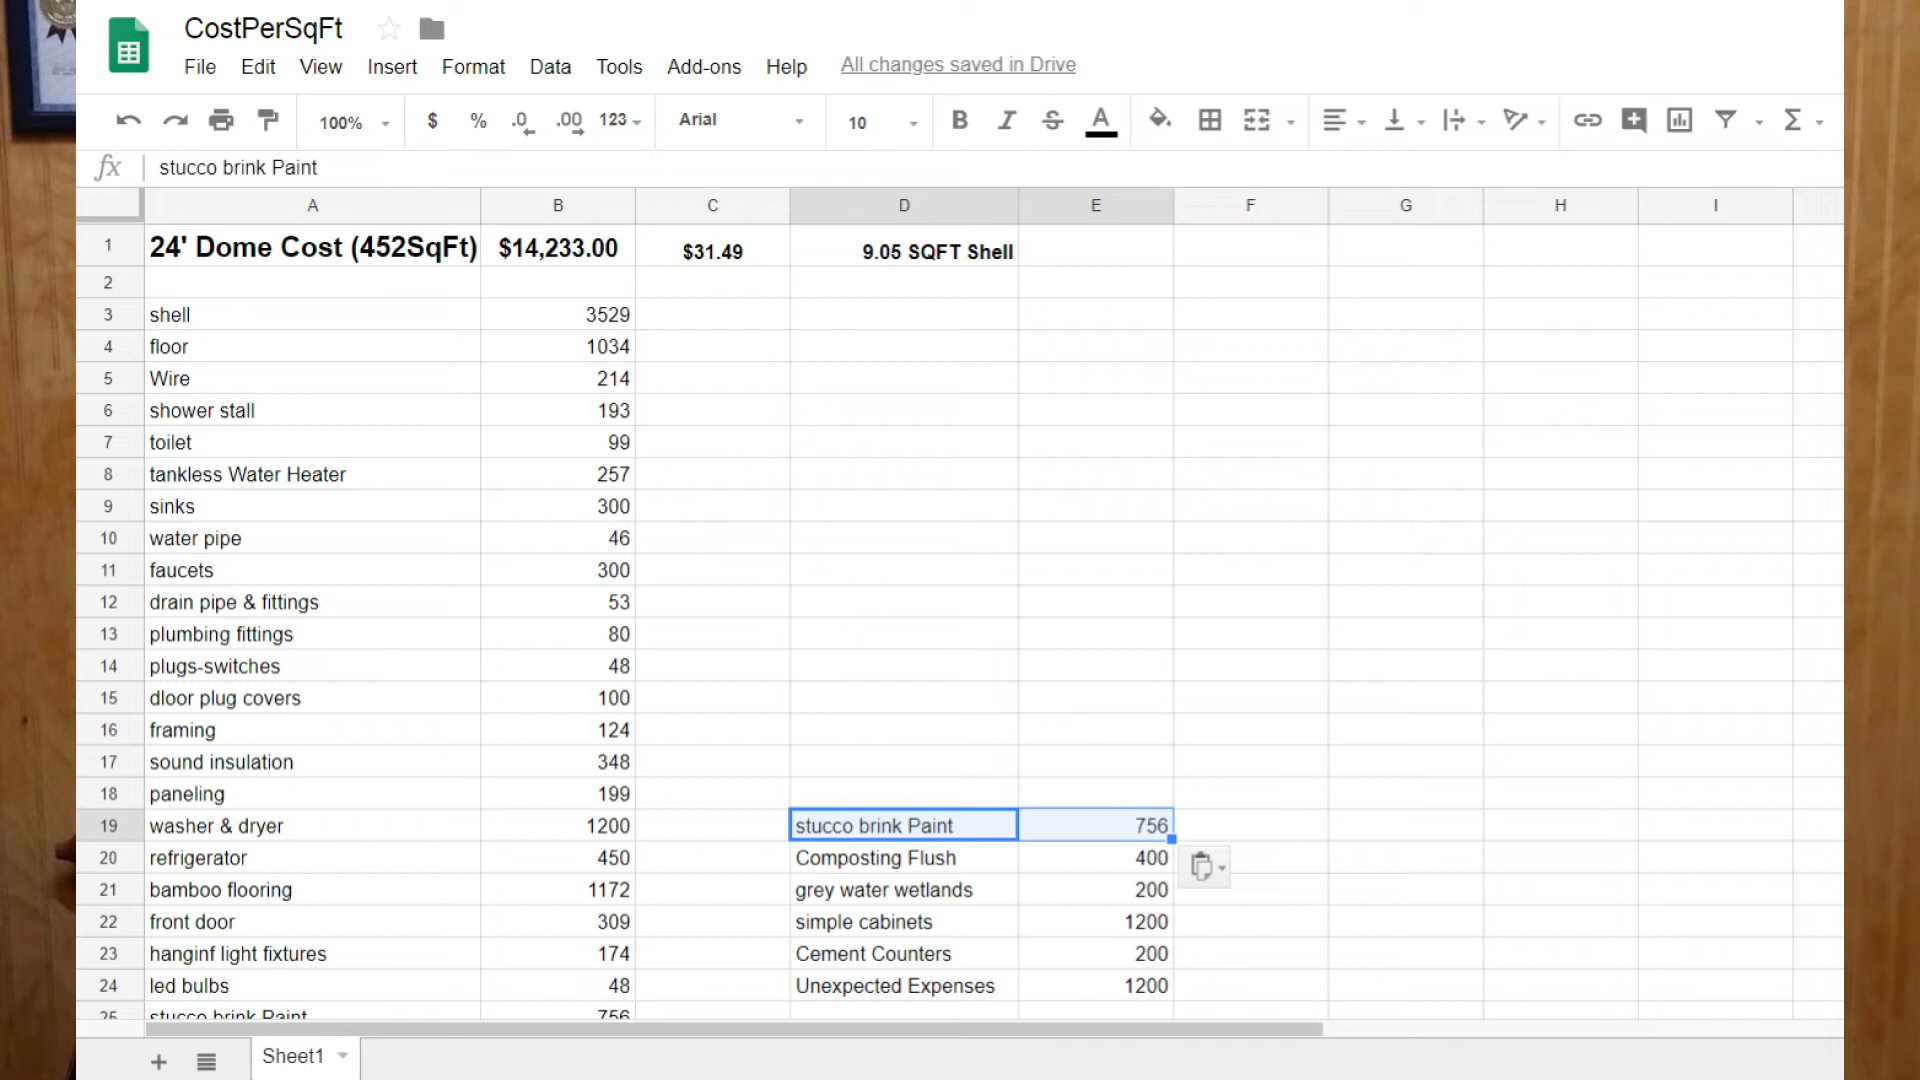 CostPerSqFt
File Edit View Insert Format Data Tools Add-ons Help All changes saved in Drive
100% $ % .0 .00 123 Arial 10 B I S A Σ
fx stucco brink Paint
A B C D E F G H I
1 24' Dome Cost (452SqFt) $14,233.00 $31.49 9.05 SQFT Shell
2
3 shell 3529
4 floor 1034
5 Wire 214
6 shower stall 193
7 toilet 99
8 tankless Water Heater 257
9 sinks 300
10 water pipe 46
11 faucets 300
12 drain pipe & fittings 53
13 plumbing fittings 80
14 plugs-switches 48
15 dloor plug covers 100
16 framing 124
17 sound insulation 348
18 paneling 199
19 washer & dryer 1200 stucco brink Paint 756
20 refrigerator 450 Composting Flush 400
21 bamboo flooring 1172 grey water wetlands 200
22 front door 309 simple cabinets 1200
23 hanginf light fixtures 174 Cement Counters 200
24 led bulbs 48 Unexpected Expenses 1200
25 stucco brink Paint 756
Sheet1